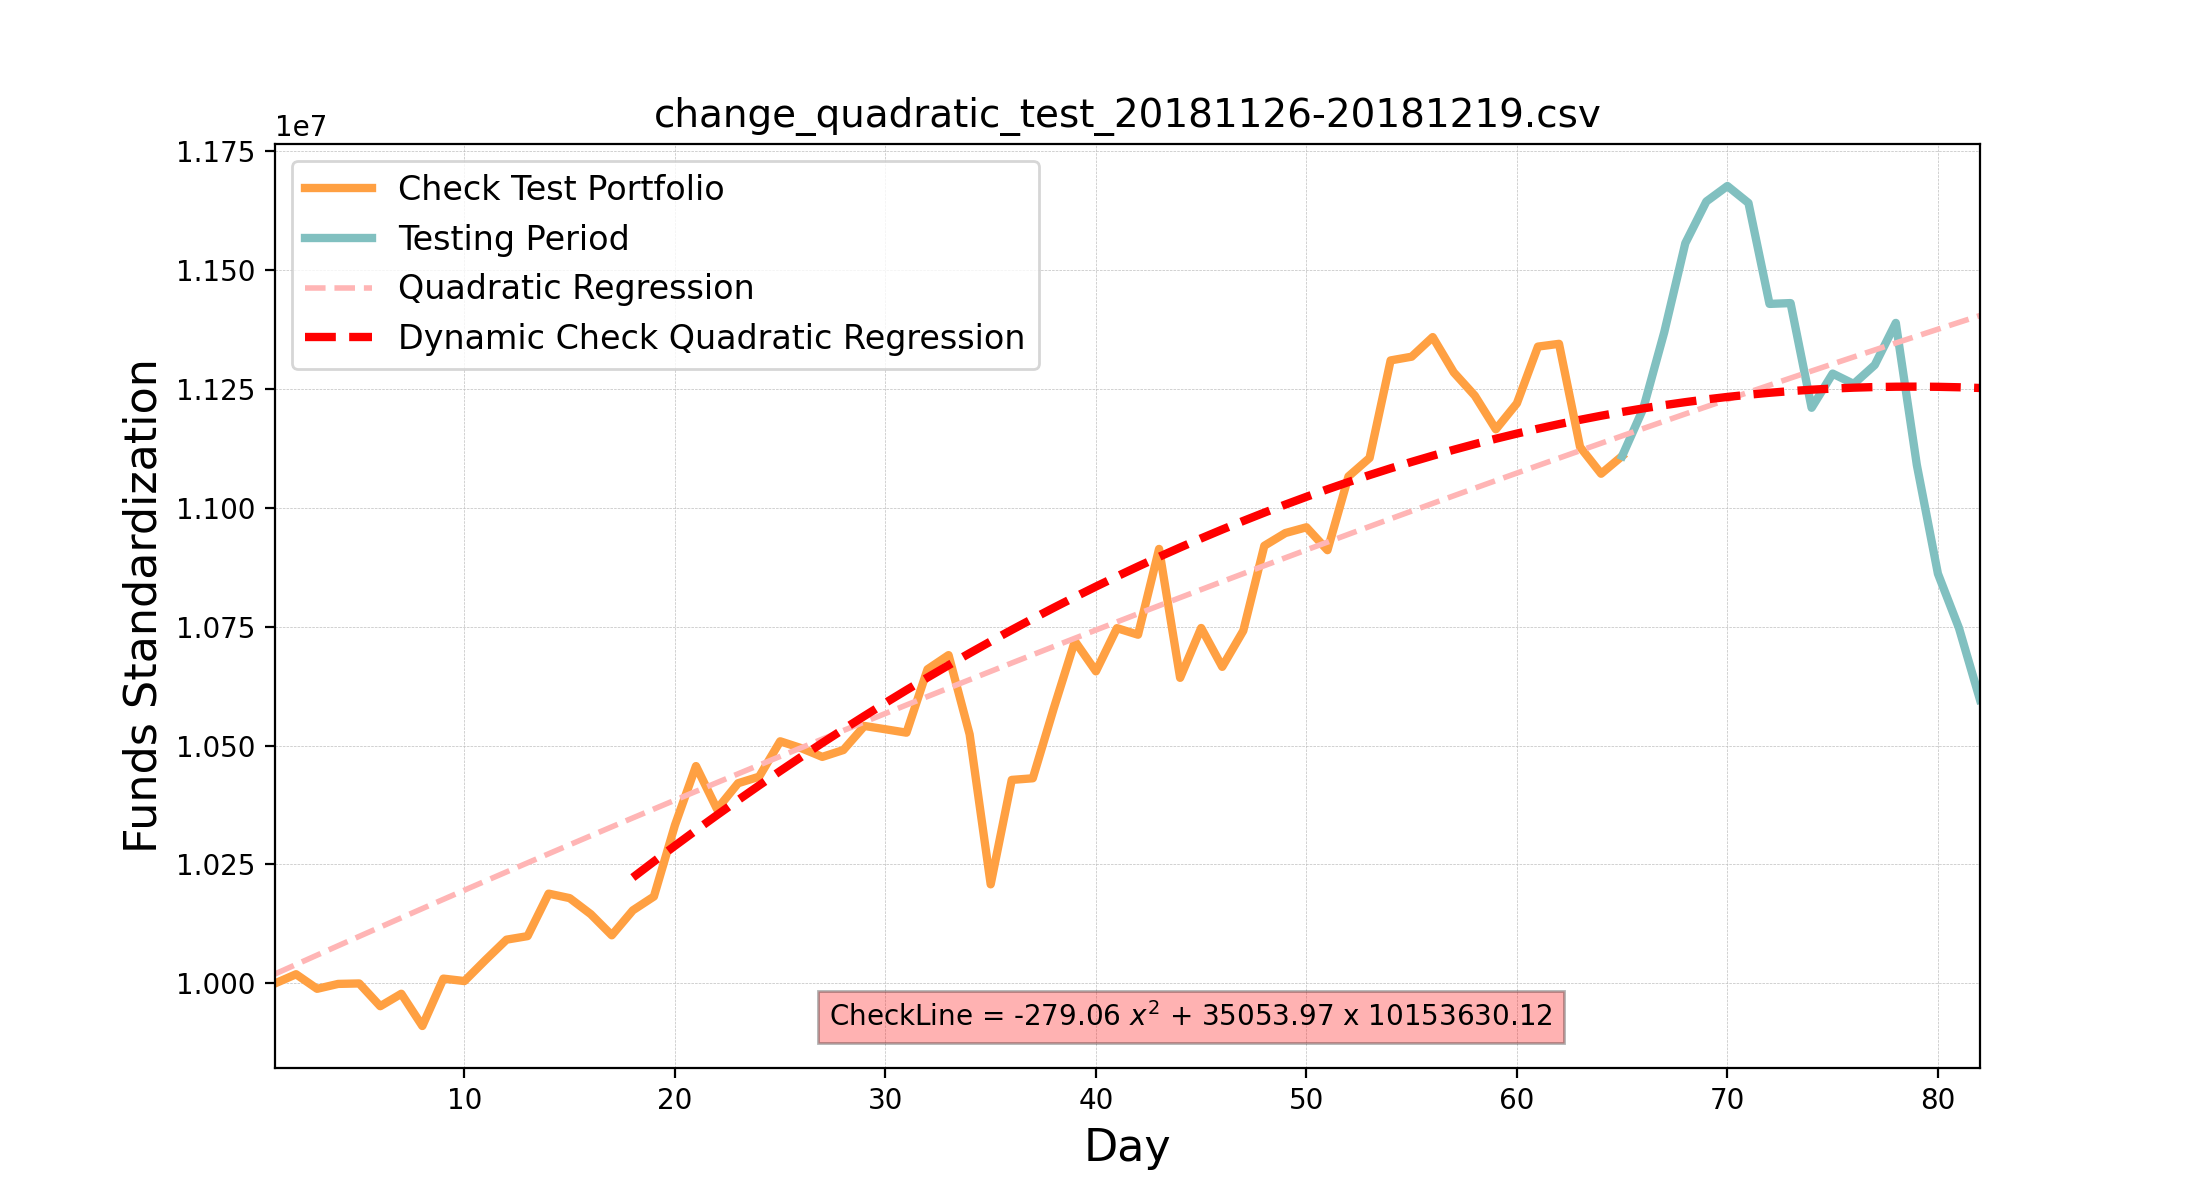 change_quadratic_test_20181126-20181219.csv
1e7
1.175
1.150
1.125
1.100
1.075
1.050
1.025
1.000
Funds Standardization
Check Test Portfolio
Testing Period
Quadratic Regression
Dynamic Check Quadratic Regression
CheckLine = -279.06 x² + 35053.97 x 10153630.12
10 20 30 40 50 60 70 80
Day